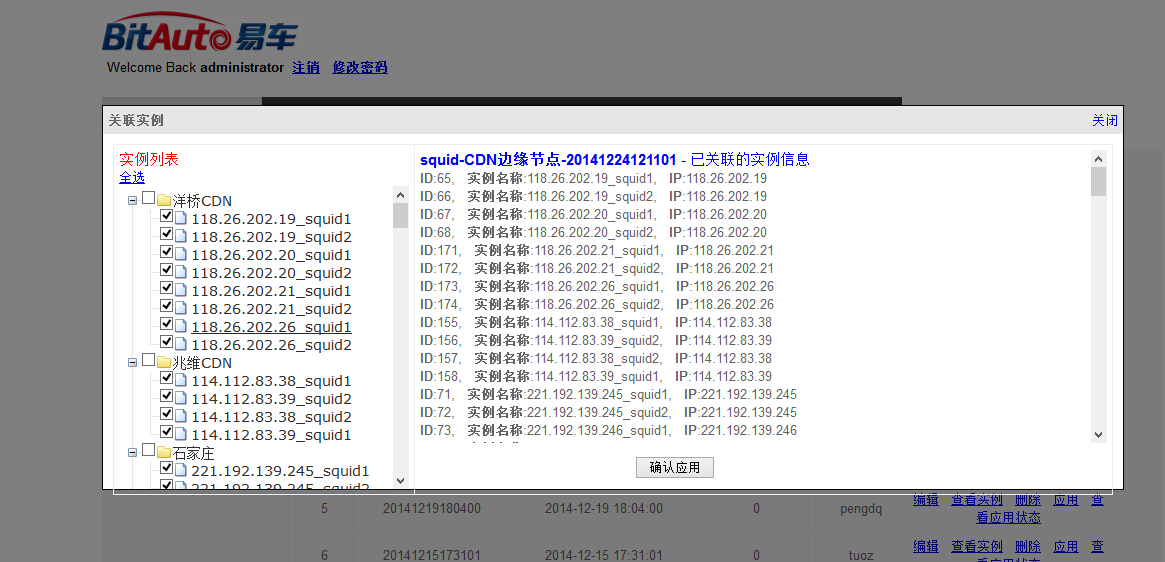 BitAuto 易车
Welcome Back administrator 注销 修改密码
关联实例 关闭
实例列表
全选
洋桥CDN
118.26.202.19_squid1
118.26.202.19_squid2
118.26.202.20_squid1
118.26.202.20_squid2
118.26.202.21_squid1
118.26.202.21_squid2
118.26.202.26_squid1
118.26.202.26_squid2
兆维CDN
114.112.83.38_squid1
114.112.83.39_squid2
114.112.83.38_squid2
114.112.83.39_squid1
石家庄
221.192.139.245_squid1
221.192.139.245_squid2
squid-CDN边缘节点-20141224121101 - 已关联的实例信息
ID:65, 实例名称:118.26.202.19_squid1, IP:118.26.202.19
ID:66, 实例名称:118.26.202.19_squid2, IP:118.26.202.19
ID:67, 实例名称:118.26.202.20_squid1, IP:118.26.202.20
ID:68, 实例名称:118.26.202.20_squid2, IP:118.26.202.20
ID:171, 实例名称:118.26.202.21_squid1, IP:118.26.202.21
ID:172, 实例名称:118.26.202.21_squid2, IP:118.26.202.21
ID:173, 实例名称:118.26.202.26_squid1, IP:118.26.202.26
ID:174, 实例名称:118.26.202.26_squid2, IP:118.26.202.26
ID:155, 实例名称:114.112.83.38_squid1, IP:114.112.83.38
ID:156, 实例名称:114.112.83.39_squid2, IP:114.112.83.39
ID:157, 实例名称:114.112.83.38_squid2, IP:114.112.83.38
ID:158, 实例名称:114.112.83.39_squid1, IP:114.112.83.39
ID:71, 实例名称:221.192.139.245_squid1, IP:221.192.139.245
ID:72, 实例名称:221.192.139.245_squid2, IP:221.192.139.245
ID:73, 实例名称:221.192.139.246_squid1, IP:221.192.139.246
确认应用
5 20141219180400 2014-12-19 18:04:00 0 pengdq 编辑 查看实例 删除 应用 查
看应用状态
6 20141215173101 2014-12-15 17:31:01 0 tuoz 编辑 查看实例 删除 应用 查
看应用状态